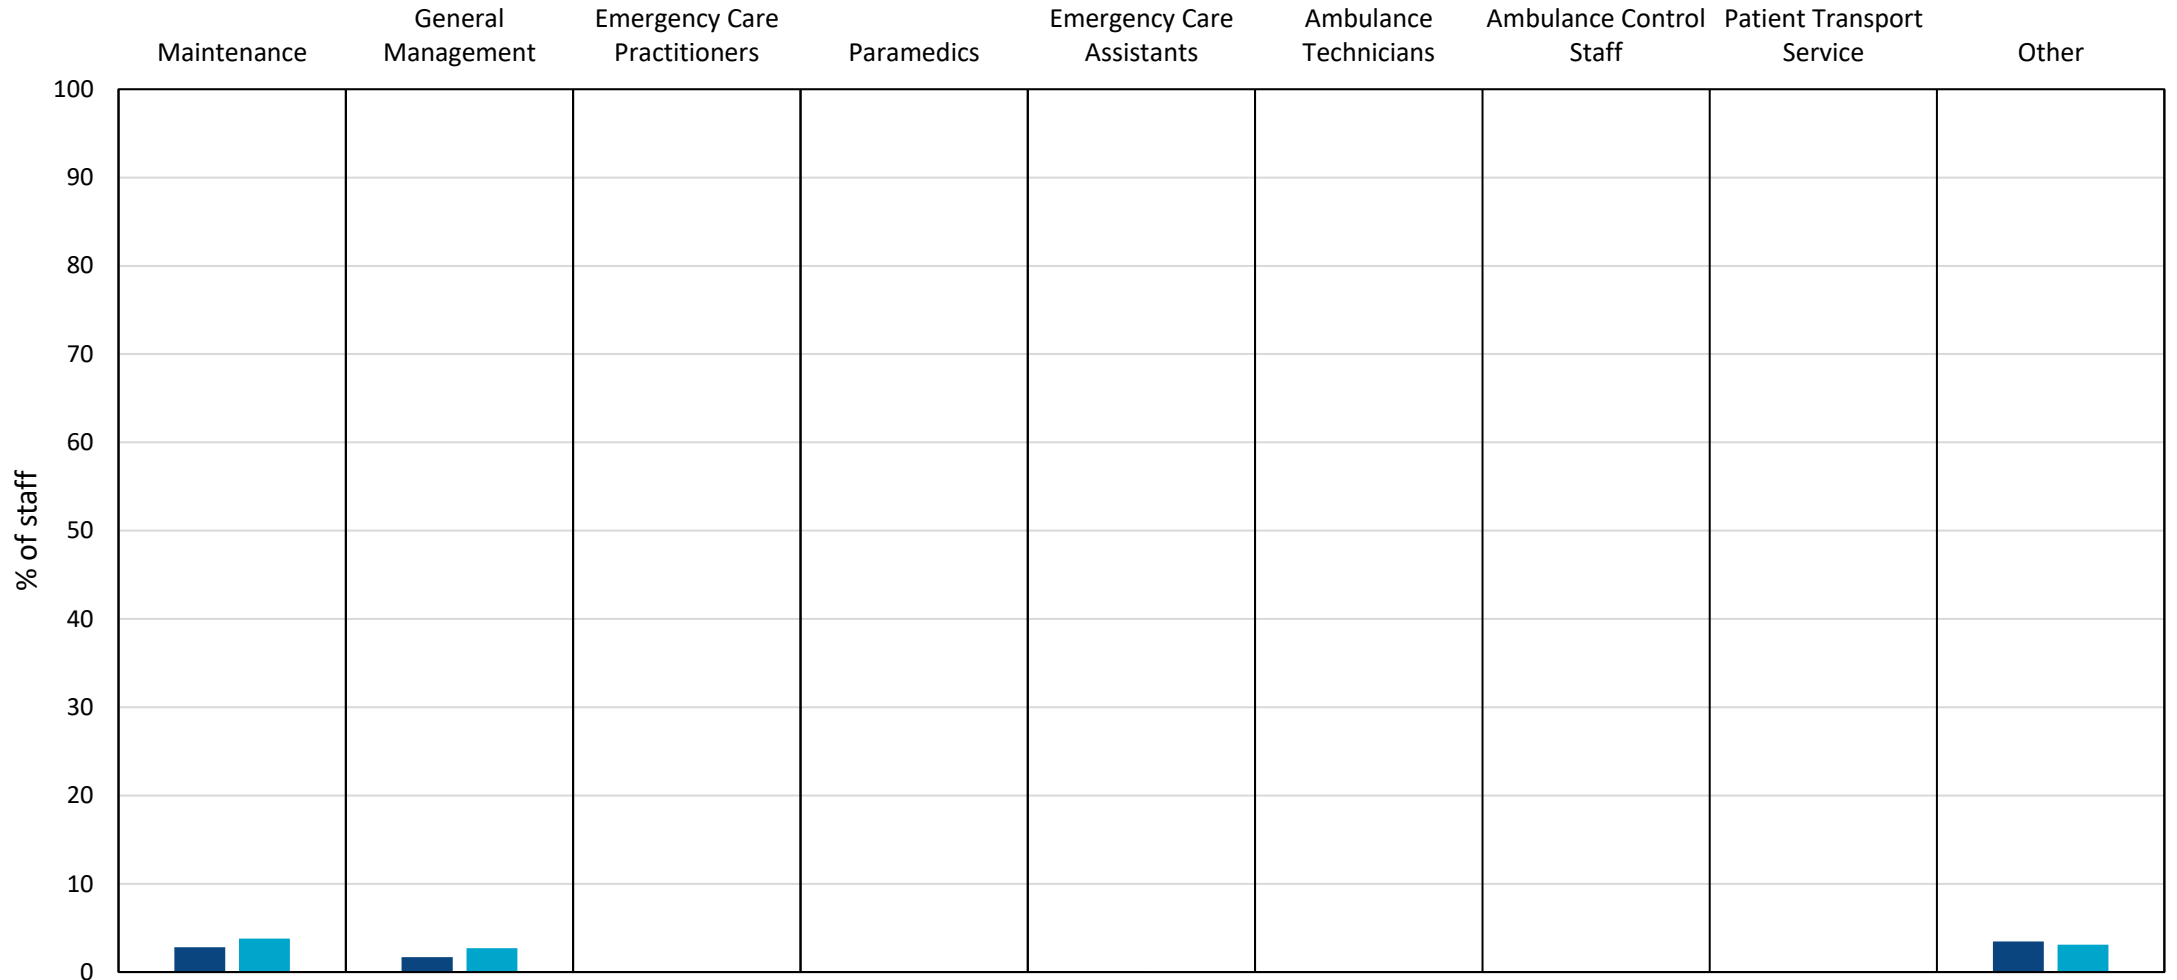 General
Emergency Care
Emergency Care
Ambulance
Ambulance Control
Patient Transport
Maintenance
Management
Practitioners
Paramedics
Assistants
Technicians
Staff
Service
Other
100
90
80
70
60
50
40
30
20
10
0
% of staff